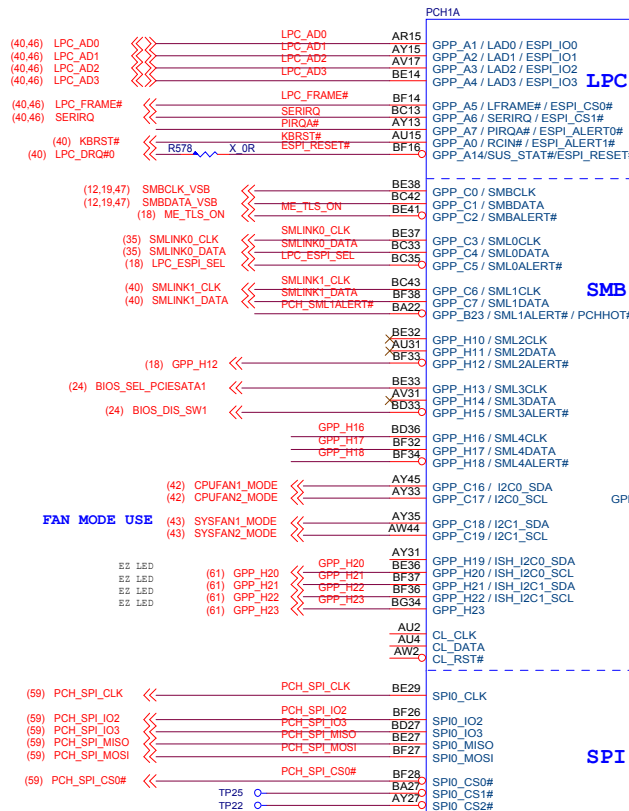 PCH1A
(40,46) LPC_AD0 LPC_AD0 AR15 GPP_A1 / LAD0 / ESPI_IO0
(40,46) LPC_AD1 LPC_AD1 AY15 GPP_A2 / LAD1 / ESPI_IO1
(40,46) LPC_AD2 LPC_AD2 AV17 GPP_A3 / LAD2 / ESPI_IO2
(40,46) LPC_AD3 LPC_AD3 BE14 GPP_A4 / LAD3 / ESPI_IO3
LPC
(40,46) LPC_FRAME# LPC_FRAME# BF14 GPP_A5 / LFRAME# / ESPI_CS0#
(40,46) SERIRQ SERIRQ BC13 GPP_A6 / SERIRQ / ESPI_CS1#
PIRQA# AY13 GPP_A7 / PIRQA# / ESPI_ALERT0#
(40) KBRST# KBRST# AU15 GPP_A0 / RCIN# / ESPI_ALERT1#
(40) LPC_DRQ#0 R578 X_0R ESPI_RESET# BF16 GPP_A14/SUS_STAT#/ESPI_RESET
(12,19,47) SMBCLK_VSB BE38 GPP_C0 / SMBCLK
(12,19,47) SMBDATA_VSB BC42 GPP_C1 / SMBDATA
(18) ME_TLS_ON ME_TLS_ON BE41 GPP_C2 / SMBALERT#
(35) SMLINK0_CLK SMLINK0_CLK BE37 GPP_C3 / SML0CLK
(35) SMLINK0_DATA SMLINK0_DATA BC33 GPP_C4 / SML0DATA
(18) LPC_ESPI_SEL LPC_ESPI_SEL BC35 GPP_C5 / SML0ALERT#
(40) SMLINK1_CLK SMLINK1_CLK BC43 GPP_C6 / SML1CLK
SMB
(40) SMLINK1_DATA SMLINK1_DATA BF38 GPP_C7 / SML1DATA
PCH_SML1ALERT# BA22 GPP_B23 / SML1ALERT# / PCHHOT#
BE32 GPP_H10 / SML2CLK
AU31 GPP_H11 / SML2DATA
(18) GPP_H12 BF33 GPP_H12 / SML2ALERT#
(24) BIOS_SEL_PCIESATA1 BE33 GPP_H13 / SML3CLK
AV31 GPP_H14 / SML3DATA
(24) BIOS_DIS_SW1 BD33 GPP_H15 / SML3ALERT#
GPP_H16 BD36 GPP_H16 / SML4CLK
GPP_H17 BF32 GPP_H17 / SML4DATA
GPP_H18 BF34 GPP_H18 / SML4ALERT#
(42) CPUFAN1_MODE AY45 GPP_C16 / I2C0_SDA
(42) CPUFAN2_MODE AY33 GPP_C17 / I2C0_SCL GPI
FAN MODE USE
(43) SYSFAN1_MODE AY35 GPP_C18 / I2C1_SDA
(43) SYSFAN2_MODE AW44 GPP_C19 / I2C1_SCL
AY31 GPP_H19 / ISH_I2C0_SDA
EZ LED (61) GPP_H20 GPP_H20 BE36 GPP_H20 / ISH_I2C0_SCL
EZ LED (61) GPP_H21 GPP_H21 BF37 GPP_H21 / ISH_I2C1_SDA
EZ LED (61) GPP_H22 GPP_H22 BF36 GPP_H22 / ISH_I2C1_SCL
EZ LED (61) GPP_H23 GPP_H23 BG34 GPP_H23
AU2 CL_CLK
AU4 CL_DATA
AW2 CL_RST#
(59) PCH_SPI_CLK PCH_SPI_CLK BE29 SPI0_CLK
(59) PCH_SPI_IO2 PCH_SPI_IO2 BF26 SPI0_IO2
(59) PCH_SPI_IO3 PCH_SPI_IO3 BD27 SPI0_IO3
(59) PCH_SPI_MISO PCH_SPI_MISO BE27 SPI0_MISO
(59) PCH_SPI_MOSI PCH_SPI_MOSI BF27 SPI0_MOSI
SPI
(59) PCH_SPI_CS0# PCH_SPI_CS0# BF28 SPI0_CS0#
TP25 BA27 SPI0_CS1#
TP22 AY27 SPI0_CS2#